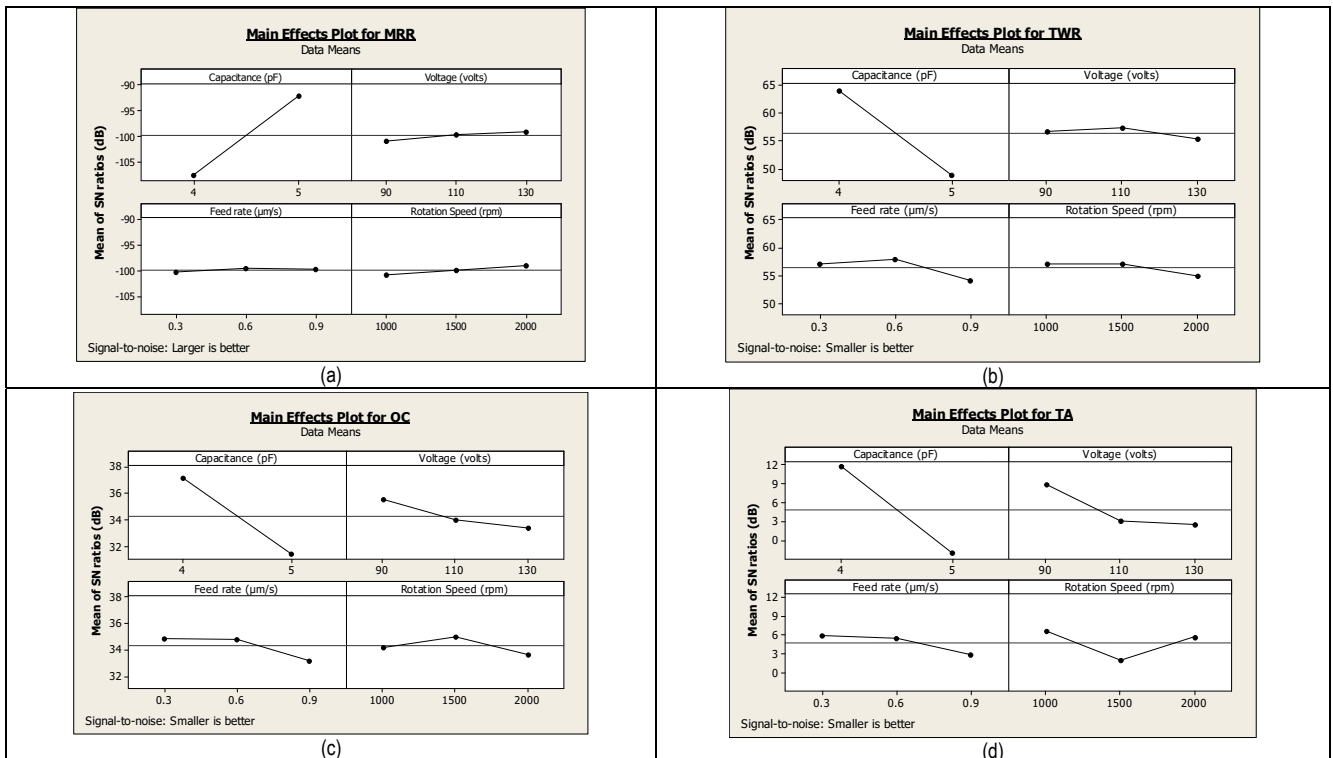 Main Effects Plot for MRR
Data Means
Capacitance (pF) Voltage (volts)
-90
-95
-100
-105
4 5 90 110 130
Feed rate (µm/s) Rotation Speed (rpm)
-90
-95
-100
-105
0.3 0.6 0.9 1000 1500 2000
Mean of SN ratios (dB)
Signal-to-noise: Larger is better
(a)
Main Effects Plot for TWR
Data Means
Capacitance (pF) Voltage (volts)
65
60
55
50
4 5 90 110 130
Feed rate (µm/s) Rotation Speed (rpm)
65
60
55
50
0.3 0.6 0.9 1000 1500 2000
Mean of SN ratios (dB)
Signal-to-noise: Smaller is better
(b)
Main Effects Plot for OC
Data Means
Capacitance (pF) Voltage (volts)
38
36
34
32
4 5 90 110 130
Feed rate (µm/s) Rotation Speed (rpm)
38
36
34
32
0.3 0.6 0.9 1000 1500 2000
Mean of SN ratios (dB)
Signal-to-noise: Smaller is better
(c)
Main Effects Plot for TA
Data Means
Capacitance (pF) Voltage (volts)
12
9
6
3
0
4 5 90 110 130
Feed rate (µm/s) Rotation Speed (rpm)
12
9
6
3
0
0.3 0.6 0.9 1000 1500 2000
Mean of SN ratios (dB)
Signal-to-noise: Smaller is better
(d)